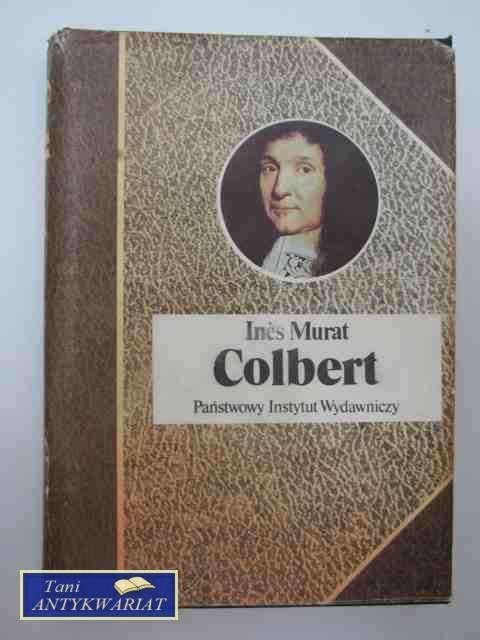 Inès Murat
Colbert
Państwowy Instytut Wydawniczy
Tani
ANTYKWARIAT